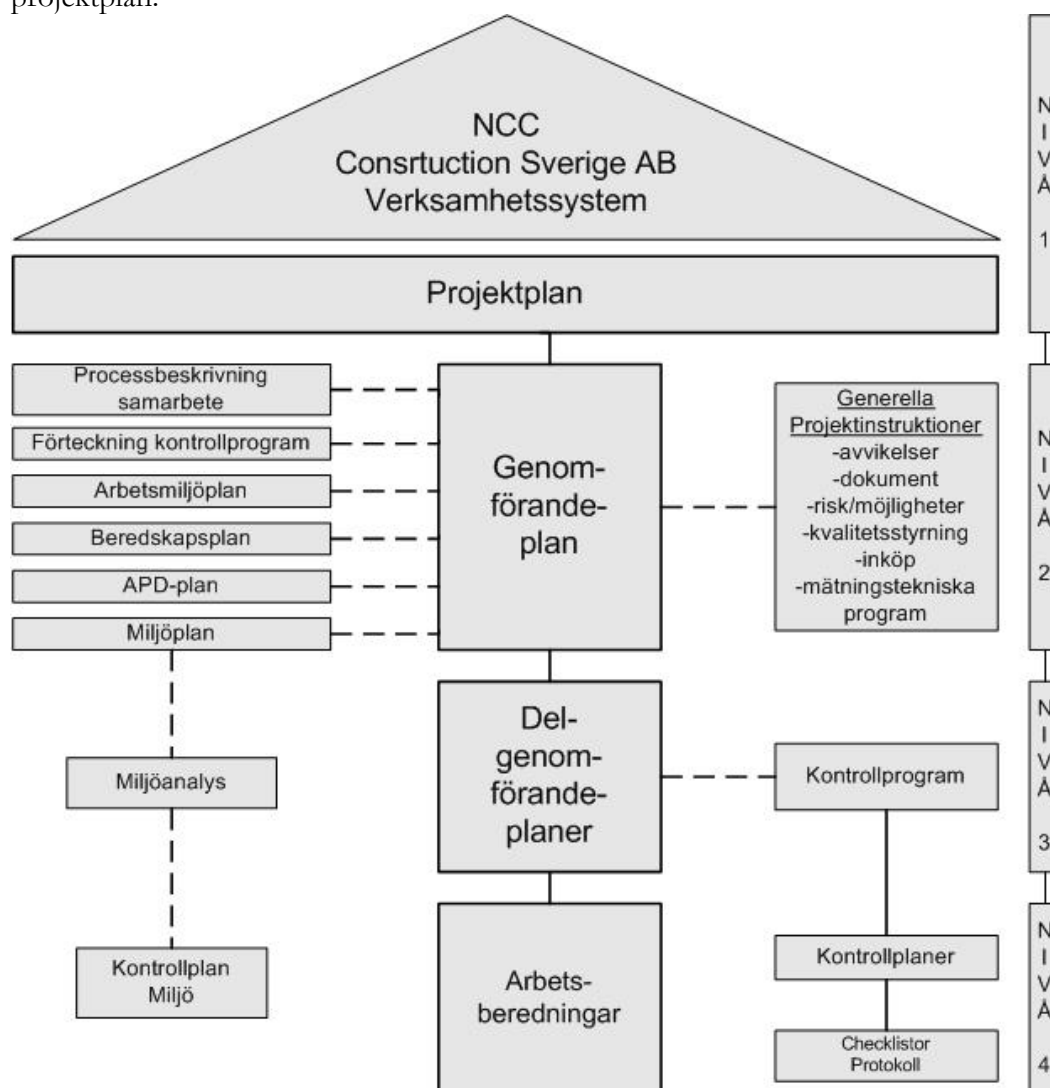 projektplan.
NCC
Consrtuction Sverige AB
Verksamhetssystem
N
I
V
Å
1
Projektplan
Processbeskrivning
samarbete
Förteckning kontrollprogram
Arbetsmiljöplan
Beredskapsplan
APD-plan
Miljöplan
Genom-
förande-
plan
Generella
Projektinstruktioner
-avvikelser
-dokument
-risk/möjligheter
-kvalitetsstyrning
-inköp
-mätningstekniska
program
N
I
V
Å
2
Miljöanalys
Del-
genom-
förande-
planer
Kontrollprogram
N
I
V
Å
3
Kontrollplan
Miljö
Arbets-
beredningar
Kontrollplaner
Checklistor
Protokoll
N
I
V
Å
4